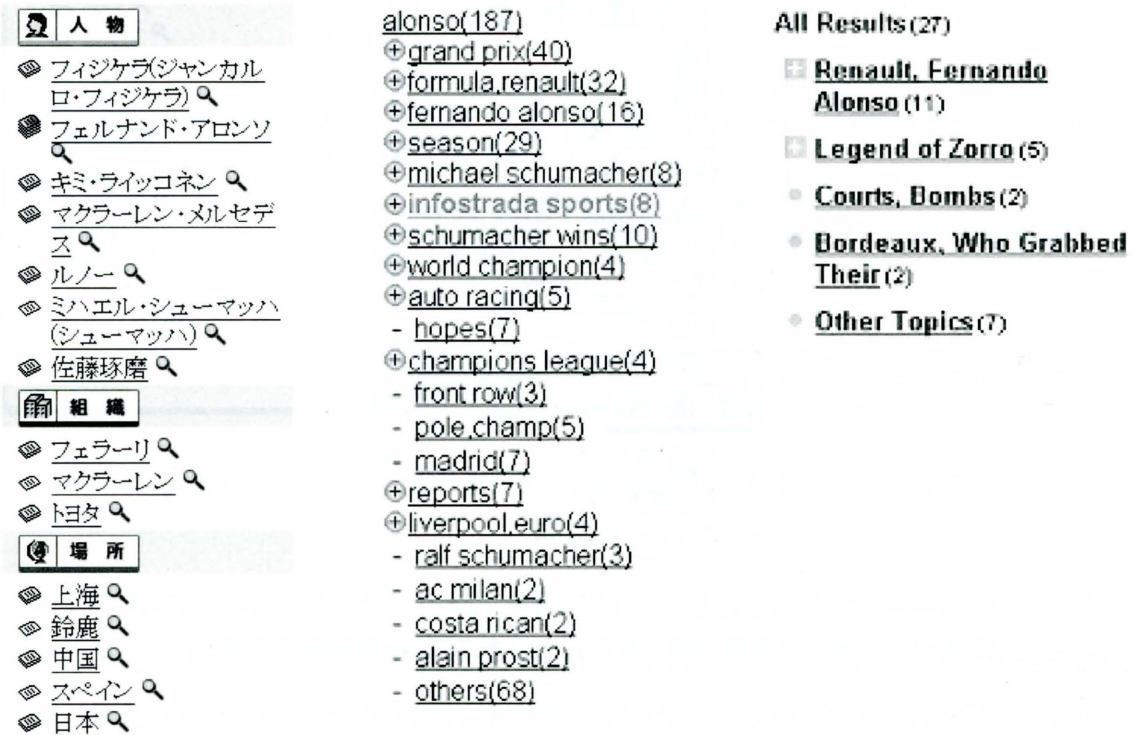 人 物
フィジケラ(ジャンカル
ロ・フィジケラ)
フェルナンド・アロンソ
キミ・ライッコネン
マクラーレン・メルセデ
ス
ルノー
ミハエル・シューマッハ
(シューマッハ)
佐藤琢磨
組 織
フェラーリ
マクラーレン
トヨタ
場 所
上海
鈴鹿
中国
スペイン
日本
alonso(187)
grand prix(40)
formula,renault(32)
fernando alonso(16)
season(29)
michael schumacher(8)
infostrada sports(8)
schumacher wins(10)
world champion(4)
auto racing(5)
- hopes(7)
champions league(4)
- front row(3)
- pole,champ(5)
- madrid(7)
reports(7)
liverpool,euro(4)
- ralf schumacher(3)
- ac milan(2)
- costa rican(2)
- alain prost(2)
- others(68)
All Results (27)
Renault, Fernando
Alonso (11)
Legend of Zorro (5)
Courts, Bombs (2)
Bordeaux, Who Grabbed
Their (2)
Other Topics (7)